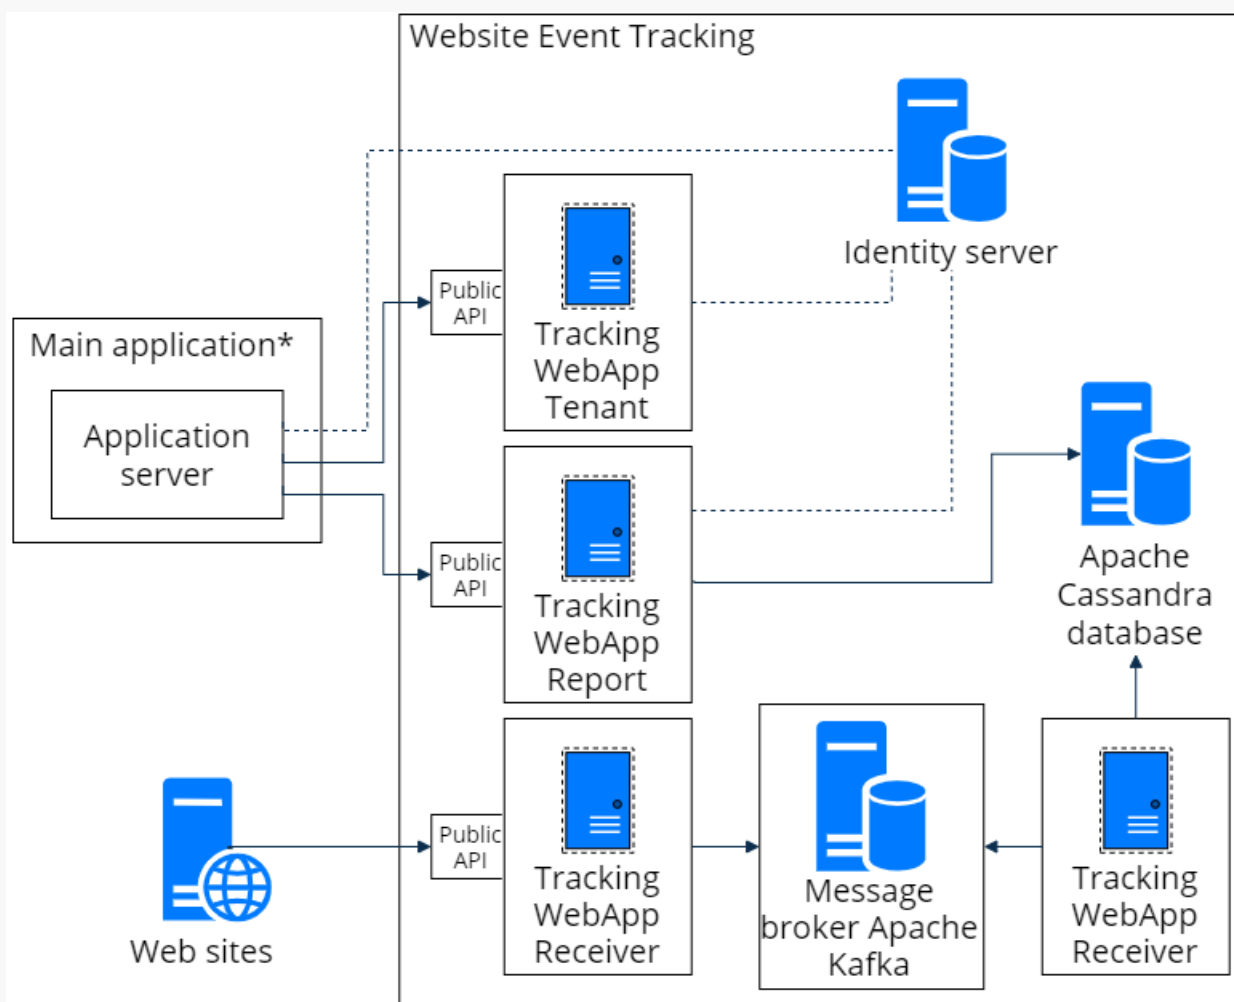 Website Event Tracking
Identity server
Public
API
Tracking
WebApp
Tenant
Main application*
Application
server
Public
API
Tracking
WebApp
Report
Apache
Cassandra
database
Web sites
Public
API
Tracking
WebApp
Receiver
Message
broker Apache
Kafka
Tracking
WebApp
Receiver